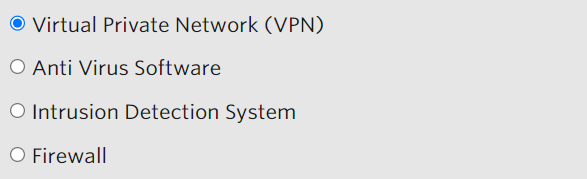 Virtual Private Network (VPN)
Anti Virus Software
Intrusion Detection System
Firewall